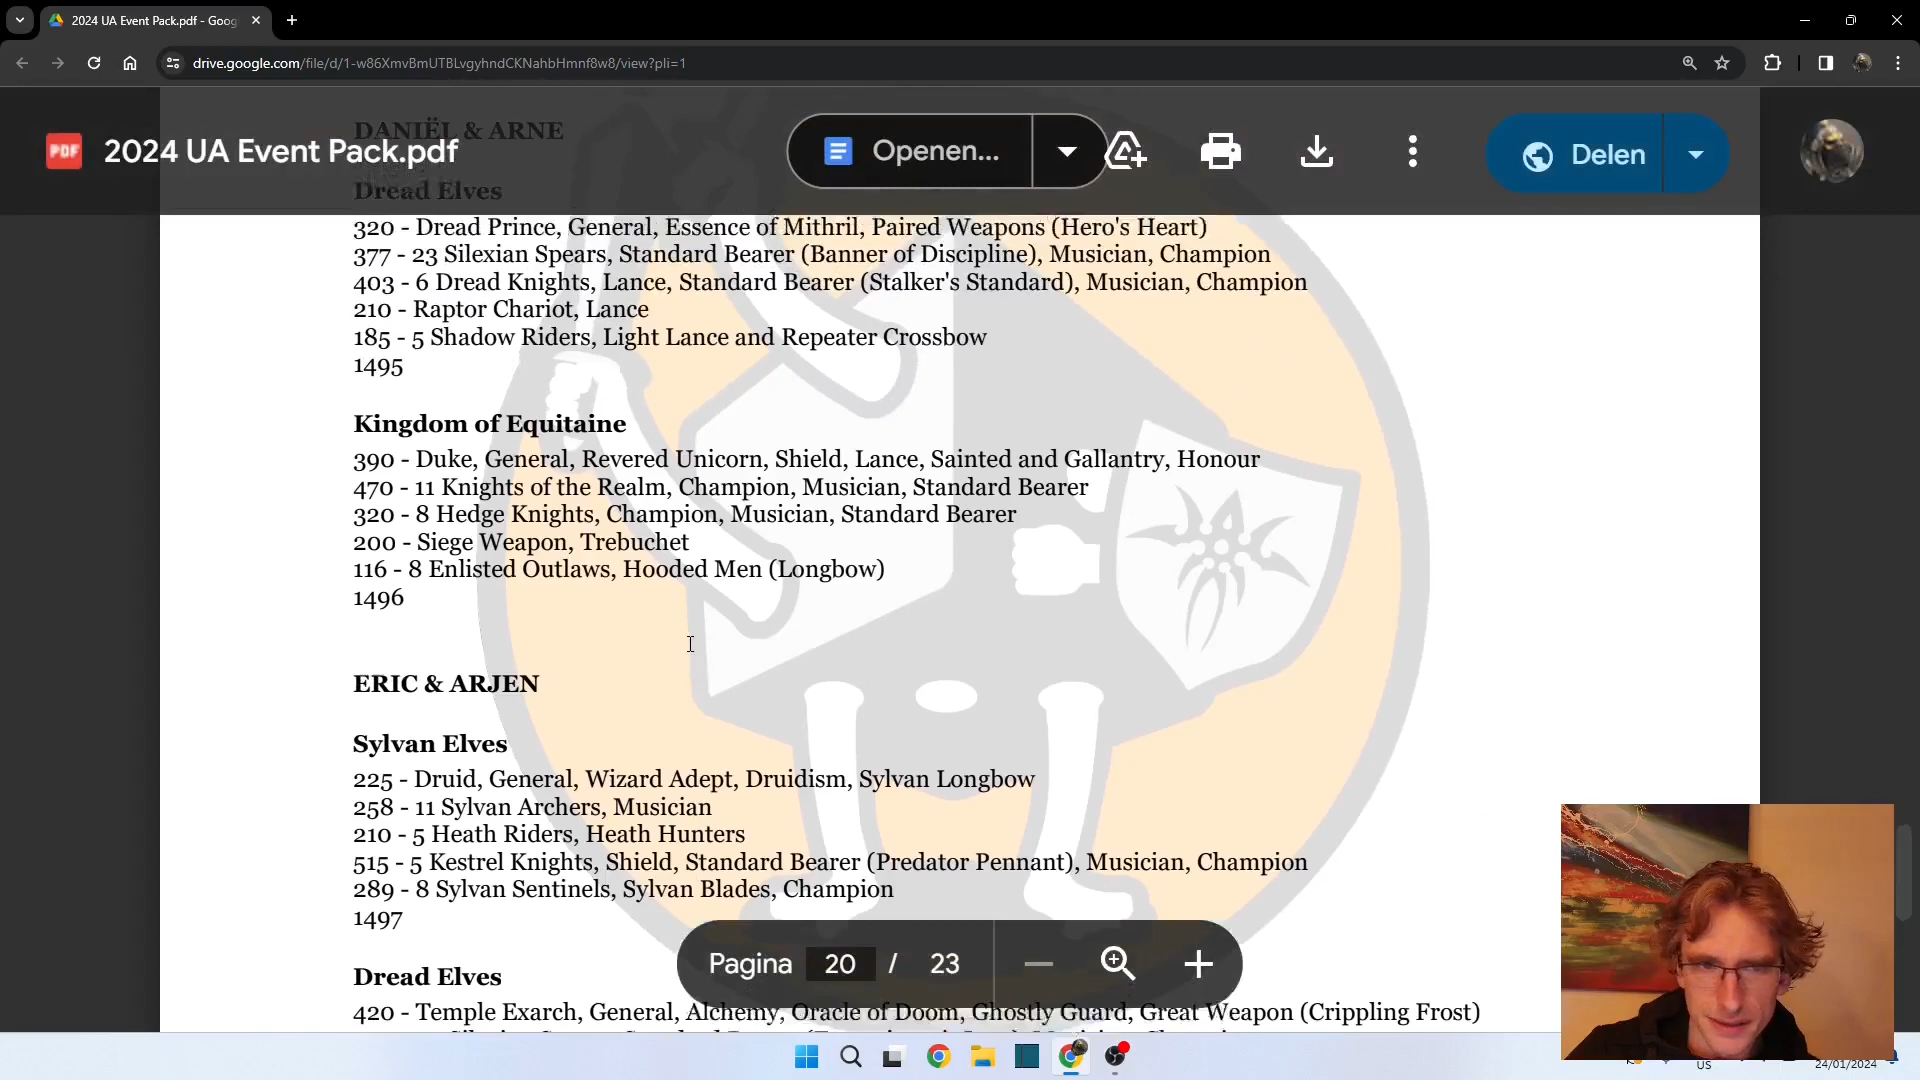 2024 UA Event Pack.pdf - Goog
drive.google.com/file/d/1-w86XmvBmUTBLvgyhndCKNahbHmnf8w8/view?pli=1
PDF
2024 UA Event Pack.pdf
Openen...
Delen
DANIËL & ARNE
Dread Elves
320 - Dread Prince, General, Essence of Mithril, Paired Weapons (Hero's Heart)
377 - 23 Silexian Spears, Standard Bearer (Banner of Discipline), Musician, Champion
403 - 6 Dread Knights, Lance, Standard Bearer (Stalker's Standard), Musician, Champion
210 - Raptor Chariot, Lance
185 - 5 Shadow Riders, Light Lance and Repeater Crossbow
1495
Kingdom of Equitaine
390 - Duke, General, Revered Unicorn, Shield, Lance, Sainted and Gallantry, Honour
470 - 11 Knights of the Realm, Champion, Musician, Standard Bearer
320 - 8 Hedge Knights, Champion, Musician, Standard Bearer
200 - Siege Weapon, Trebuchet
116 - 8 Enlisted Outlaws, Hooded Men (Longbow)
1496
ERIC & ARJEN
Sylvan Elves
225 - Druid, General, Wizard Adept, Druidism, Sylvan Longbow
258 - 11 Sylvan Archers, Musician
210 - 5 Heath Riders, Heath Hunters
515 - 5 Kestrel Knights, Shield, Standard Bearer (Predator Pennant), Musician, Champion
289 - 8 Sylvan Sentinels, Sylvan Blades, Champion
1497
Dread Elves
420 - Temple Exarch, General, Alchemy, Oracle of Doom, Ghostly Guard, Great Weapon (Crippling Frost)
Pagina 20 / 23
US
24/01/2024